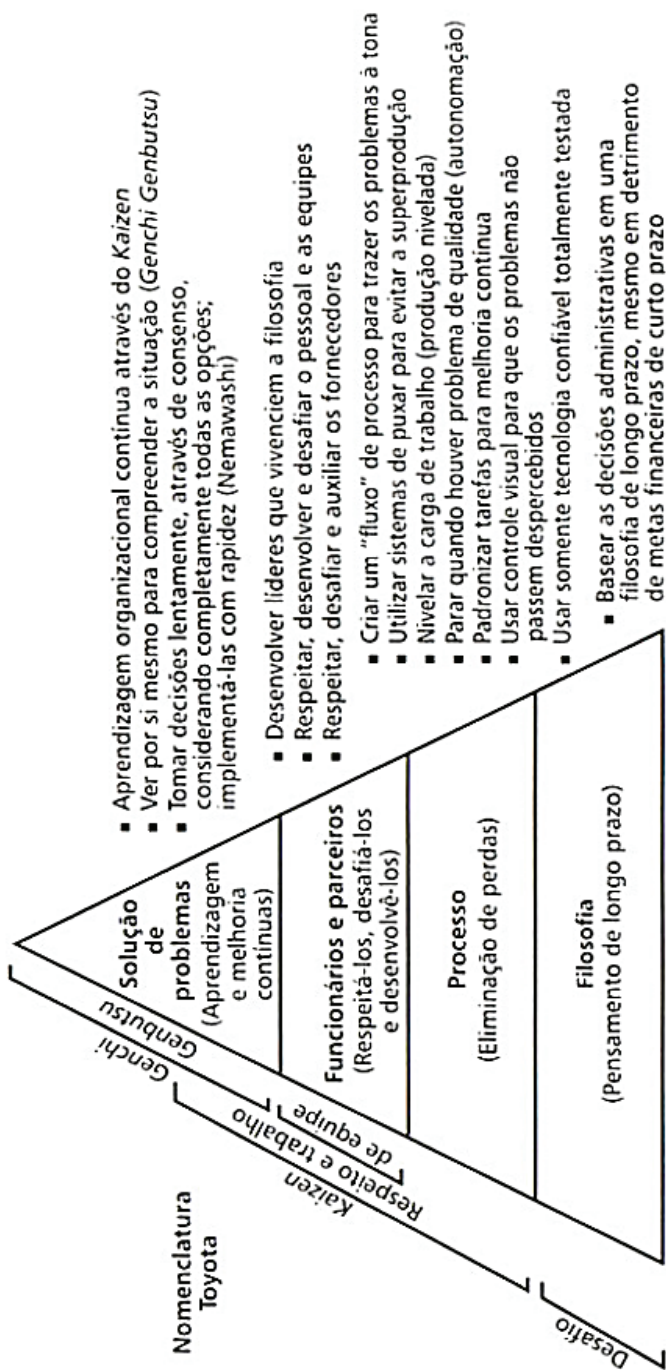 Nomenclatura
Toyota
Genchi
Genbutsu
Respeito e trabalho
de equipe
Kaizen
Desafio
Solução
de
problemas
(Aprendizagem
e melhoria
contínuas)
Funcionários e parceiros
(Respeitá-los, desafiá-los
e desenvolvê-los)
Processo
(Eliminação de perdas)
Filosofia
(Pensamento de longo prazo)
▪ Aprendizagem organizacional contínua através do Kaizen
▪ Ver por si mesmo para compreender a situação (Genchi Genbutsu)
▪ Tomar decisões lentamente, através de consenso,
considerando completamente todas as opções;
implementá-las com rapidez (Nemawashi)
▪ Desenvolver líderes que vivenciem a filosofia
▪ Respeitar, desenvolver e desafiar o pessoal e as equipes
▪ Respeitar, desafiar e auxiliar os fornecedores
▪ Criar um "fluxo" de processo para trazer os problemas à tona
▪ Utilizar sistemas de puxar para evitar a superprodução
▪ Nivelar a carga de trabalho (produção nivelada)
▪ Parar quando houver problema de qualidade (autonomação)
▪ Padronizar tarefas para melhoria contínua
▪ Usar controle visual para que os problemas não
passem despercebidos
▪ Usar somente tecnologia confiável totalmente testada
▪ Basear as decisões administrativas em uma
filosofia de longo prazo, mesmo em detrimento
de metas financeiras de curto prazo